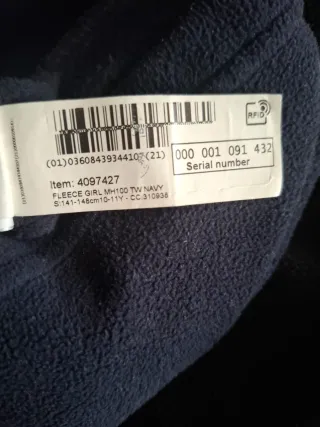 RFID
(01)03608439344107(21)
000 001 091 432
Serial number
Item: 4097427
FLEECE GIRL MH100 TW NAVY
S:141-148cm10-11Y - CC:310936